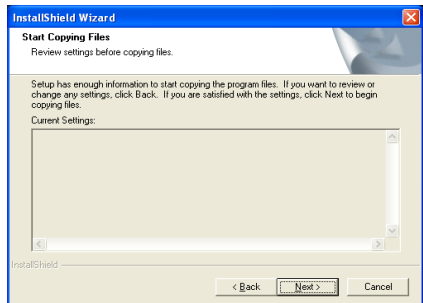 InstallShield Wizard
Start Copying Files
Review settings before copying files.
Setup has enough information to start copying the program files. If you want to review or
change any settings, click Back. If you are satisfied with the settings, click Next to begin
copying files.
Current Settings:
InstallShield
< Back
Next >
Cancel